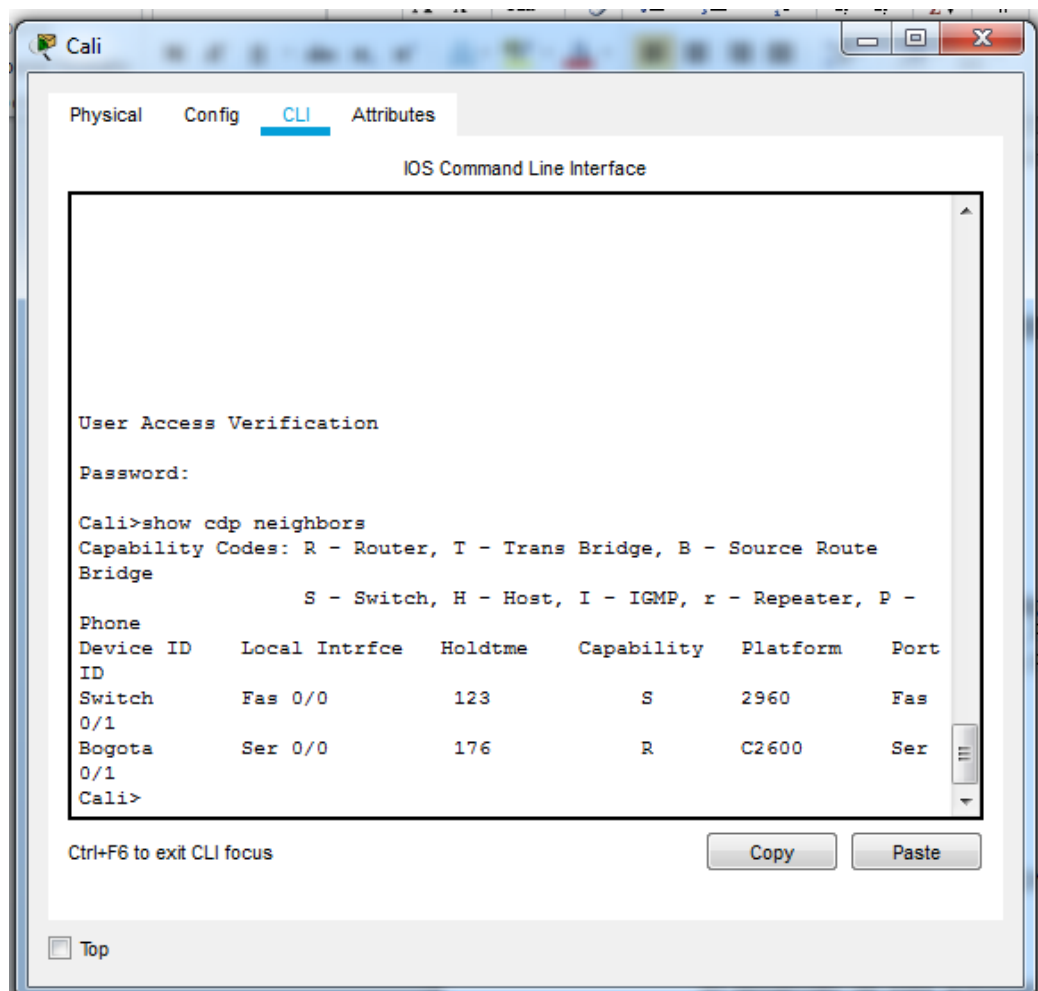 Cali
Physical Config CLI Attributes
IOS Command Line Interface
User Access Verification
Password:
Cali>show cdp neighbors
Capability Codes: R - Router, T - Trans Bridge, B - Source Route
Bridge
S - Switch, H - Host, I - IGMP, r - Repeater, P -
Phone
Device ID Local Intrfce Holdtme Capability Platform Port
ID
Switch Fas 0/0 123 S 2960 Fas
0/1
Bogota Ser 0/0 176 R C2600 Ser
0/1
Cali>
Ctrl+F6 to exit CLI focus
Copy Paste
Top